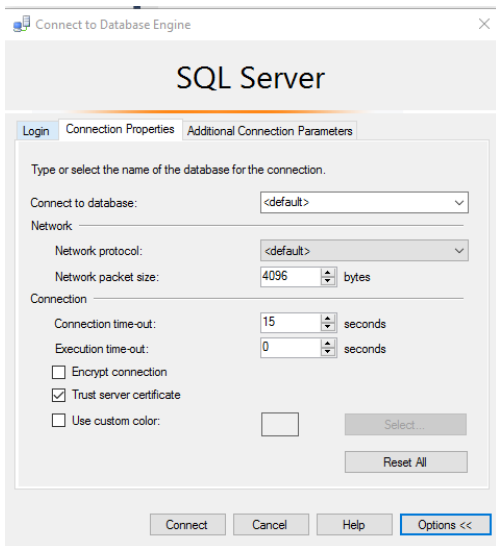 Connect to Database Engine
SQL Server
Login Connection Properties Additional Connection Parameters
Type or select the name of the database for the connection.
Connect to database: <default>
Network
Network protocol: <default>
Network packet size: 4096 bytes
Connection
Connection time-out: 15 seconds
Execution time-out: 0 seconds
Encrypt connection
Trust server certificate
Use custom color: Select...
Reset All
Connect Cancel Help Options <<